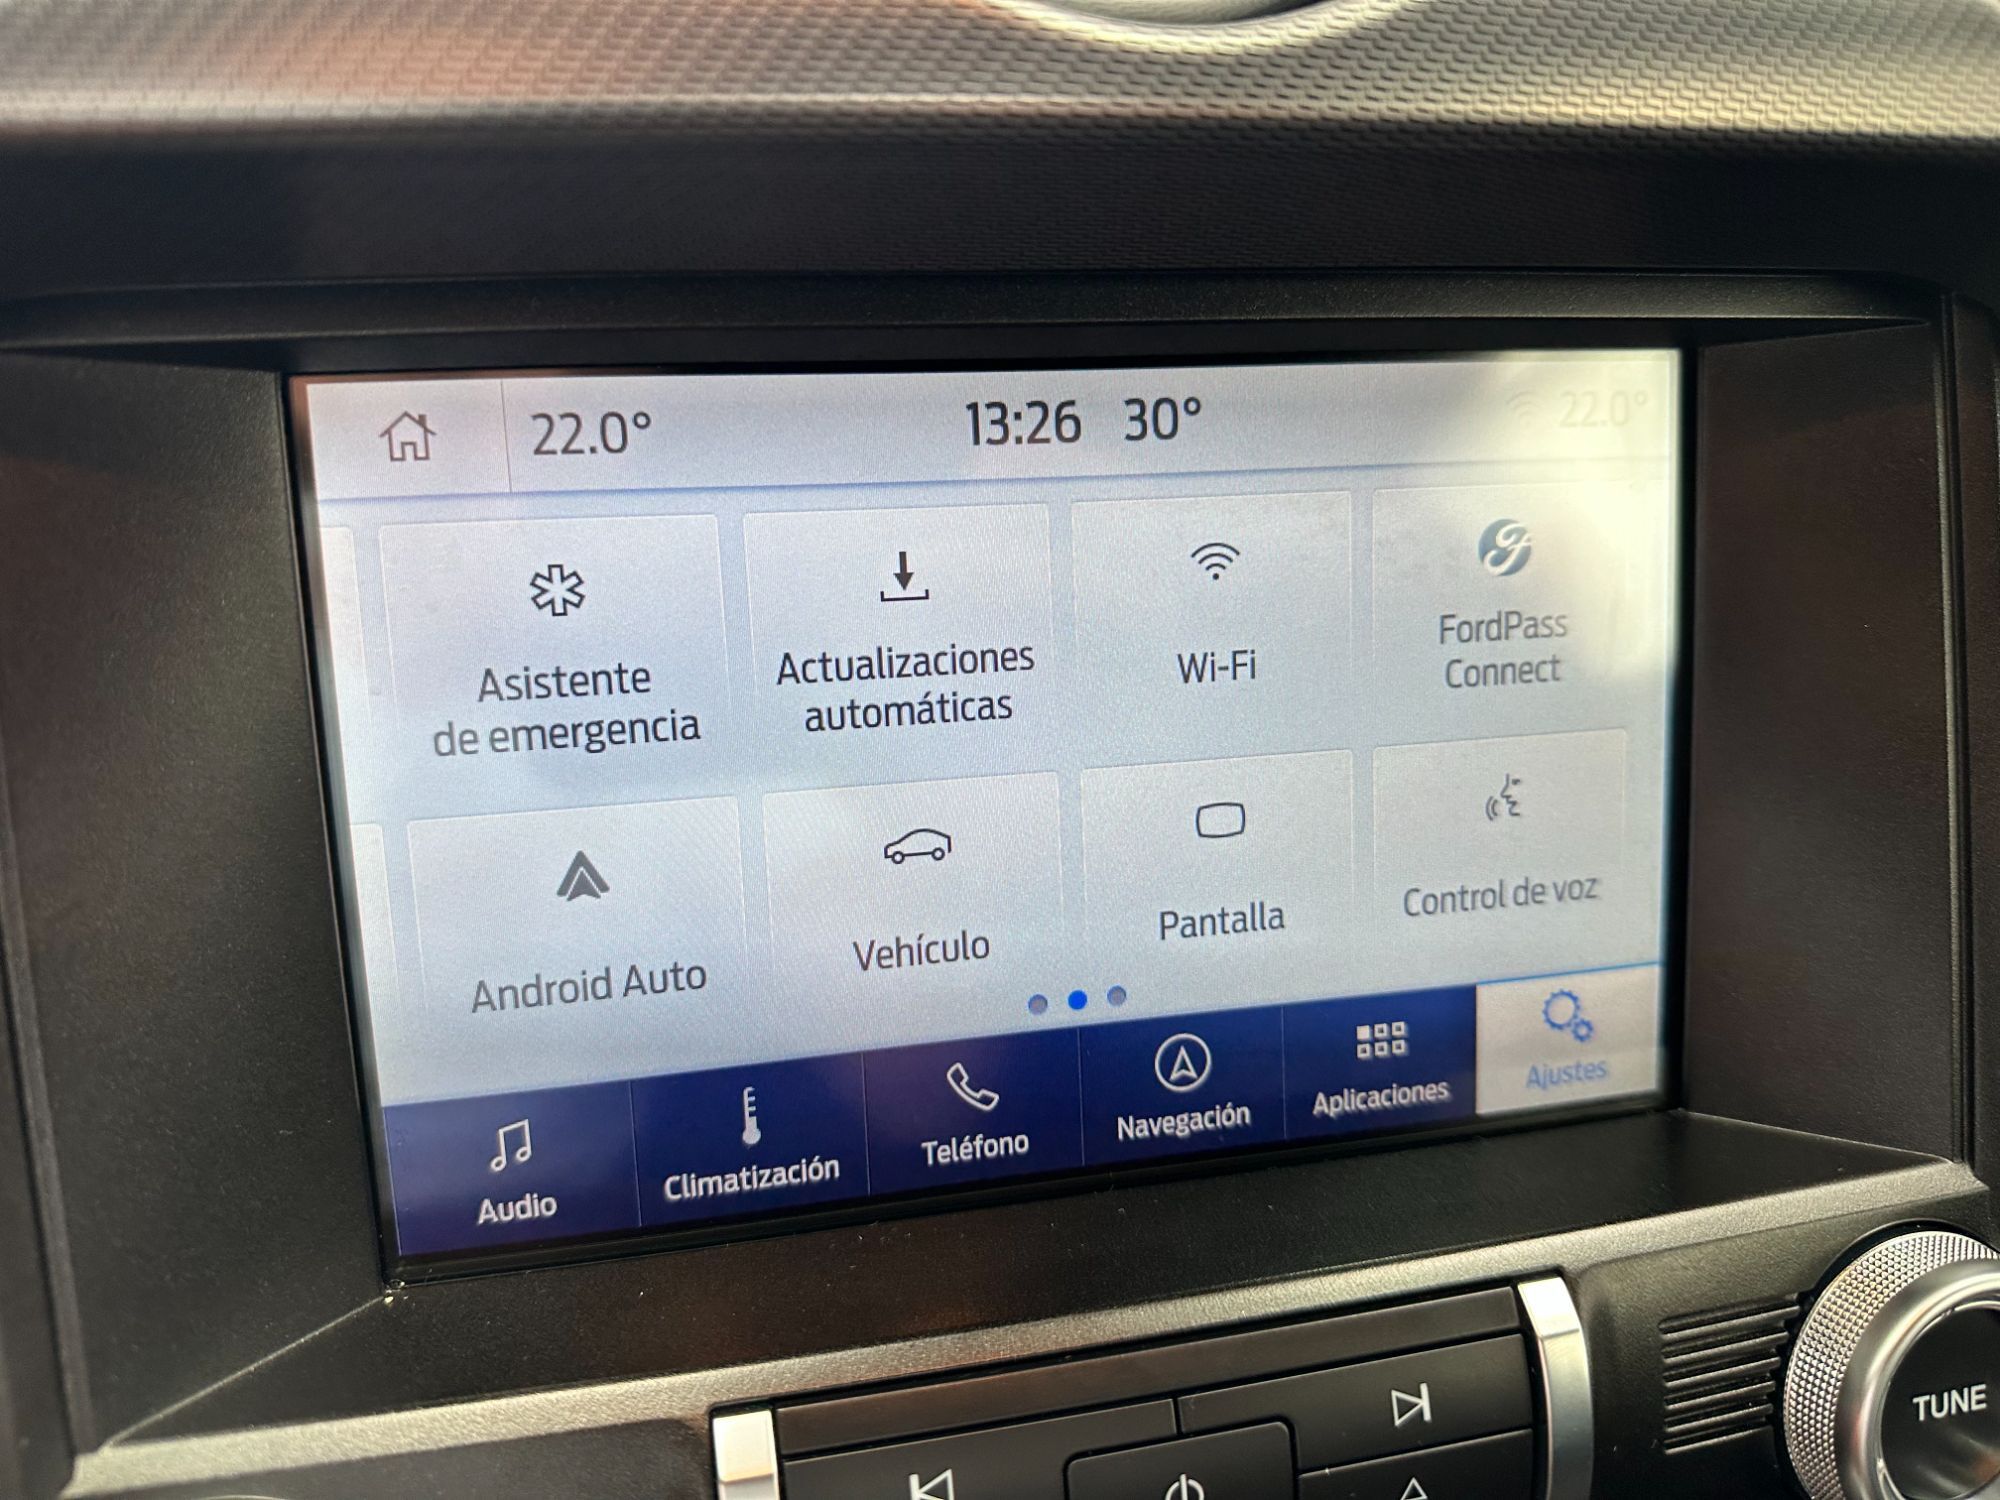 22.0° 13:26 30° 22.0°
Asistente
de emergencia
Actualizaciones
automáticas
Wi-Fi
FordPass
Connect
Android Auto
Vehículo
Pantalla
Control de voz
Audio
Climatización
Teléfono
Navegación
Aplicaciones
Ajustes
TUNE